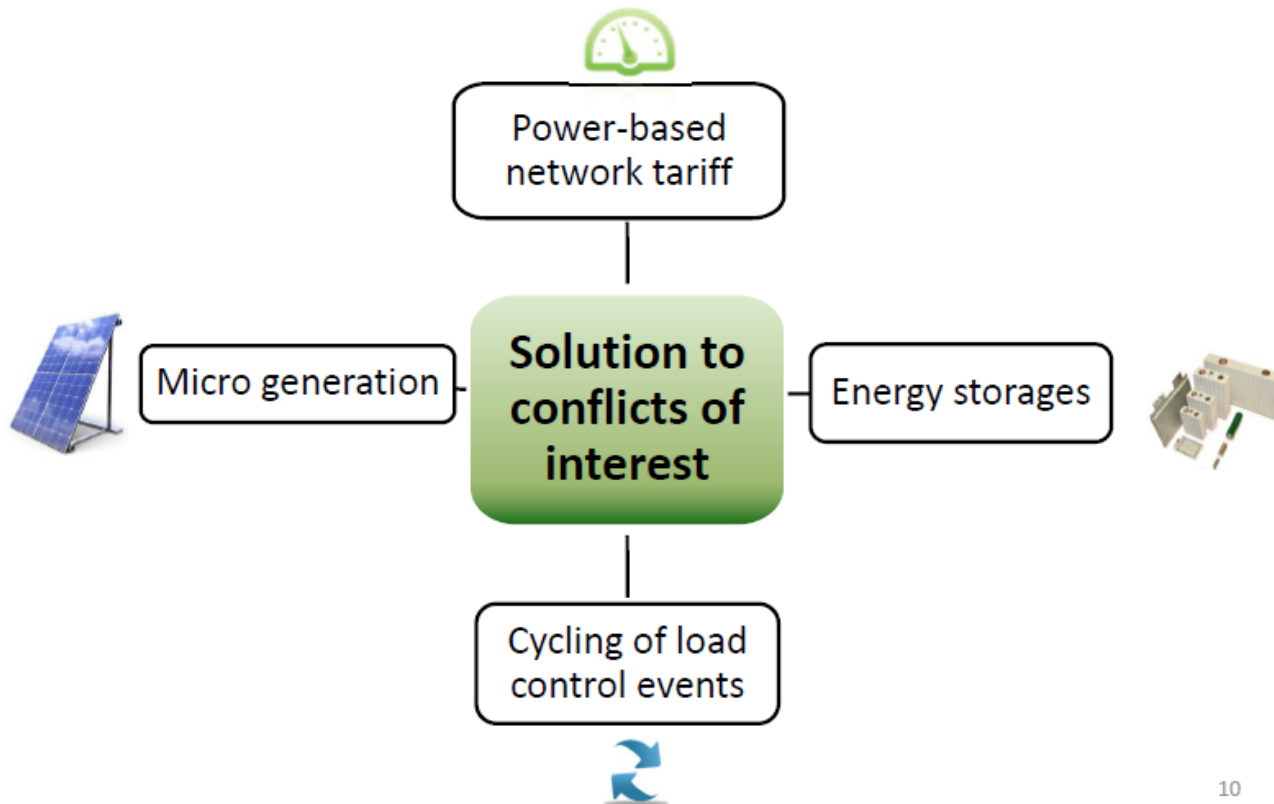 Power-based
network tariff
Micro generation
Solution to
conflicts of
interest
Energy storages
Cycling of load
control events
10